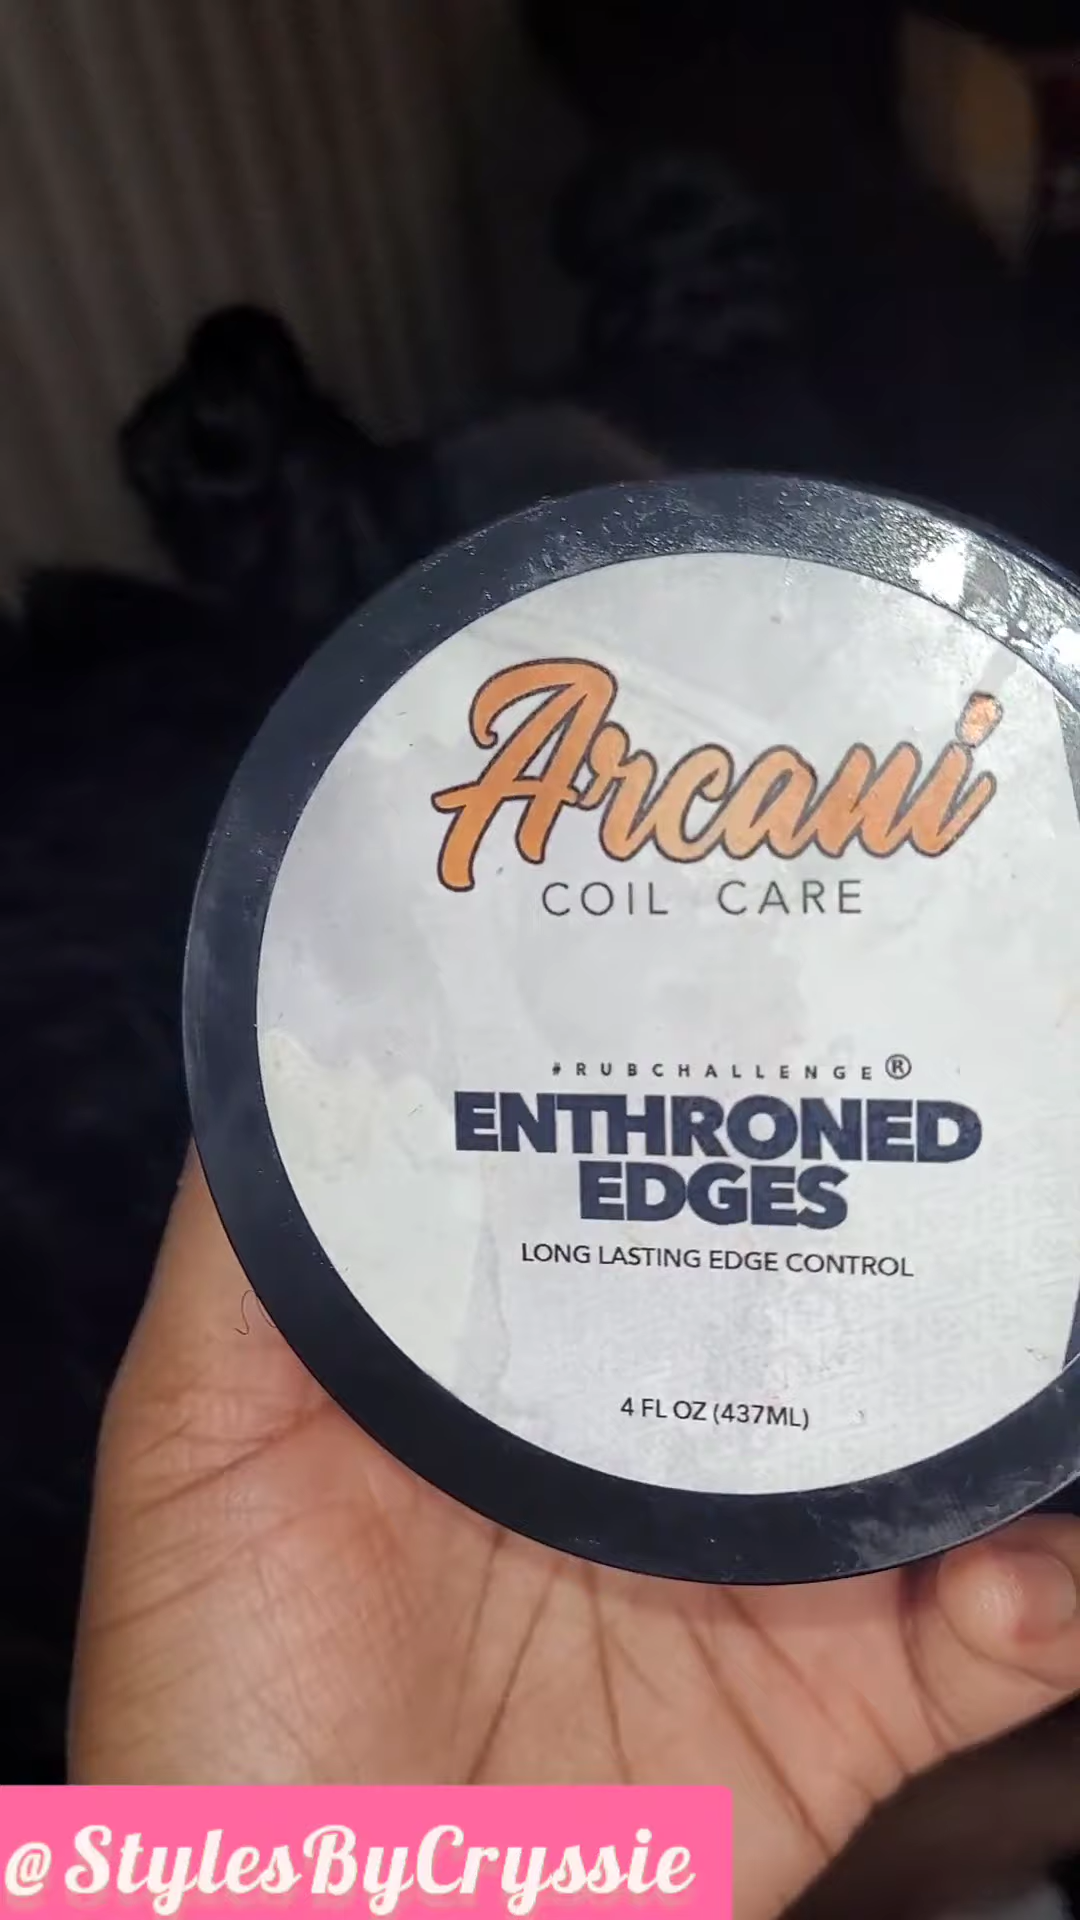 Arcani
COIL CARE
#RUBCHALLENGE®
ENTHRONED
EDGES
LONG LASTING EDGE CONTROL
4 FL OZ (437ML)
@StylesByCryssie